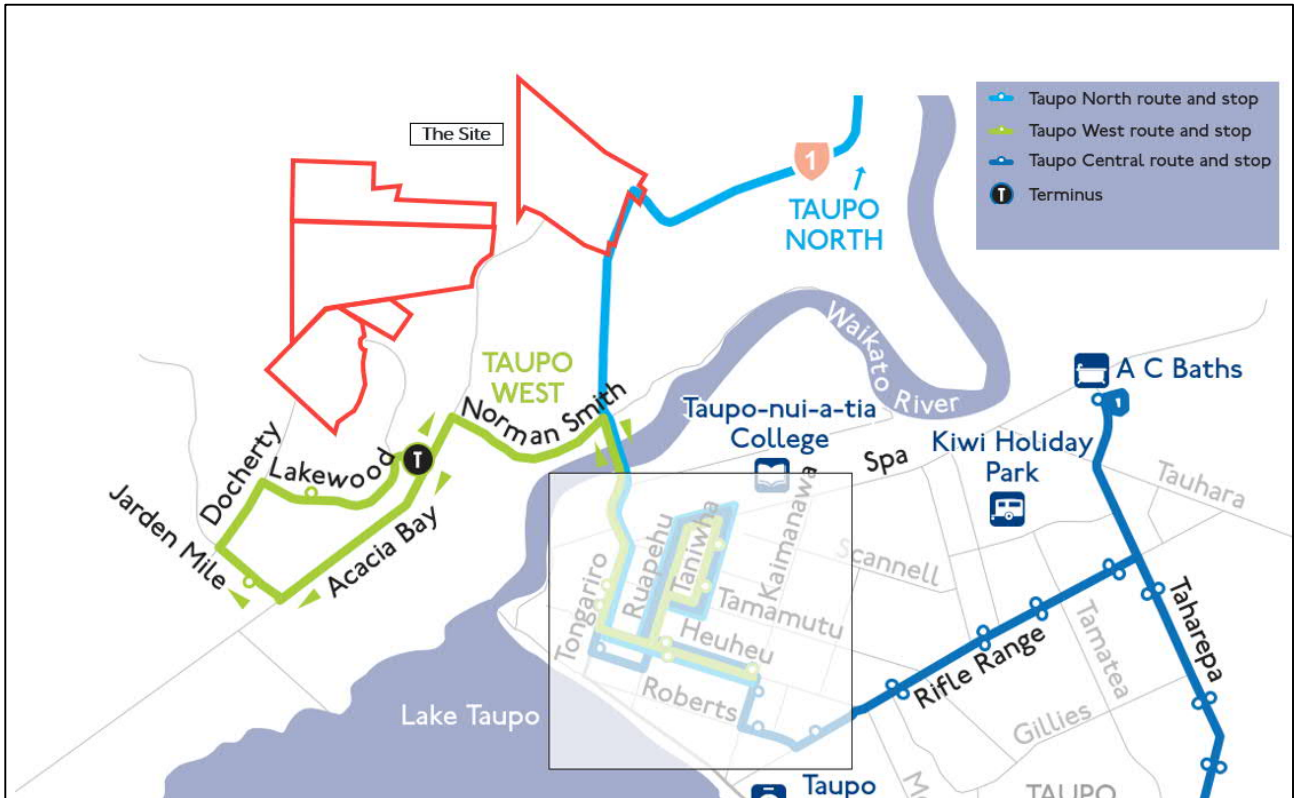 The Site
Taupo North route and stop
Taupo West route and stop
Taupo Central route and stop
T Terminus
1
TAUPO
NORTH
Waikato River
TAUPO
WEST
Norman Smith
T
Docherty
Lakewood
Jarden Mile
Acacia Bay
A C Baths
1
Taupo-nui-a-tia
College
Kiwi Holiday
Park
Spa
Tauhara
Kaimanawa
Scannell
Ruapehu
Taniwha
Tongariro
Tamamutu
Heuheu
Roberts
Rifle Range
Tamatea
Taharepa
Gillies
Lake Taupo
Taupo
TAUPO